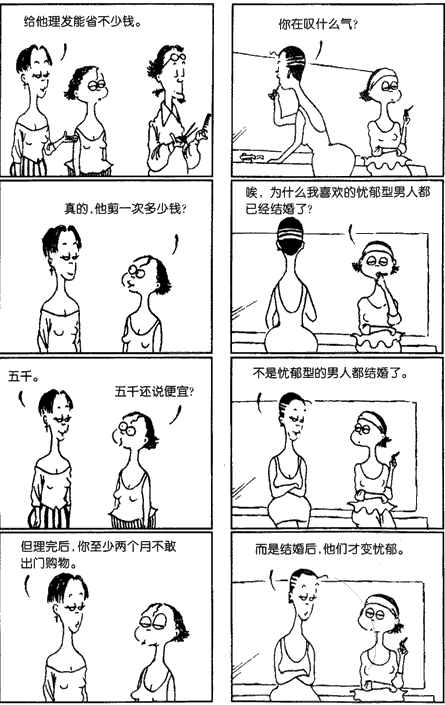 给他理发能省不少钱。
真的，他剪一次多少钱？
五千。
五千还说便宜？
但理完后，你至少两个月不敢
出门购物。
你在叹什么气？
唉，为什么我喜欢的忧郁型男人都
已经结婚了？
不是忧郁型的男人都结婚了。
而是结婚后，他们才变忧郁。